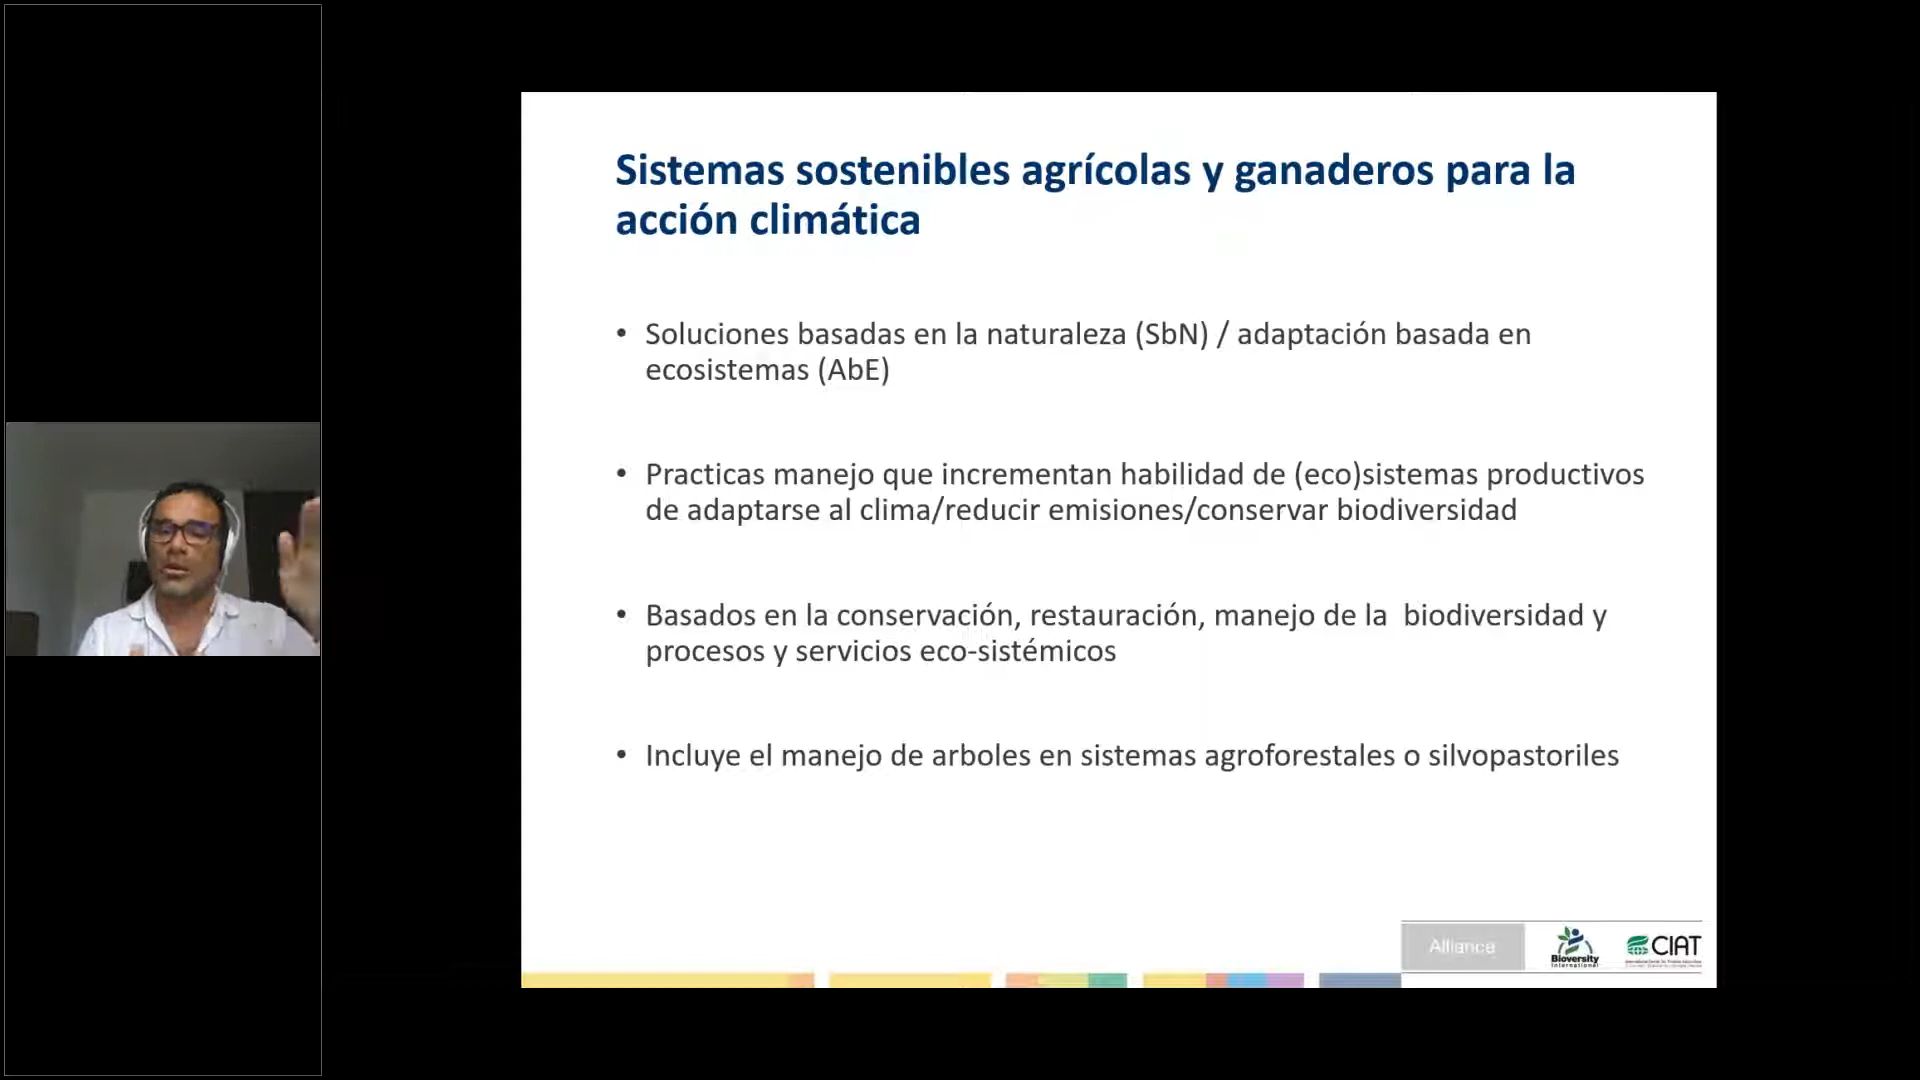 Sistemas sostenibles agrícolas y ganaderos para la
acción climática
• Soluciones basadas en la naturaleza (SbN) / adaptación basada en
ecosistemas (AbE)
• Practicas manejo que incrementan habilidad de (eco)sistemas productivos
de adaptarse al clima/reducir emisiones/conservar biodiversidad
• Basados en la conservación, restauración, manejo de la  biodiversidad y
procesos y servicios eco-sistémicos
• Incluye el manejo de arboles en sistemas agroforestales o silvopastoriles
Alliance
Bioversity
International
CIAT